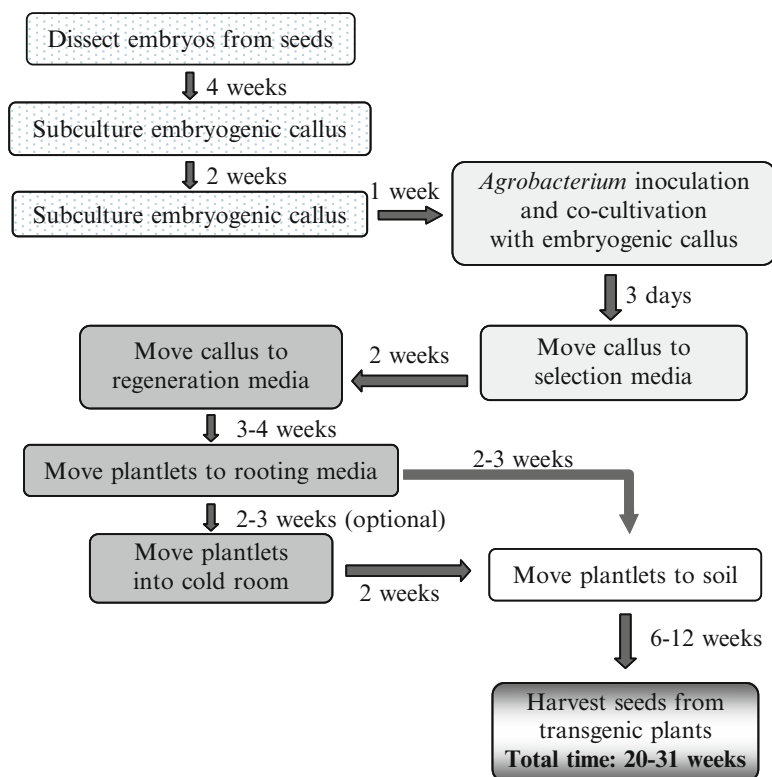 Dissect embryos from seeds
4 weeks
Subculture embryogenic callus
2 weeks
Subculture embryogenic callus
1 week
Agrobacterium inoculation
and co-cultivation
with embryogenic callus
3 days
Move callus to
selection media
2 weeks
Move callus to
regeneration media
3-4 weeks
Move plantlets to rooting media
2-3 weeks
2-3 weeks (optional)
Move plantlets
into cold room
2 weeks
Move plantlets to soil
6-12 weeks
Harvest seeds from
transgenic plants
Total time: 20-31 weeks